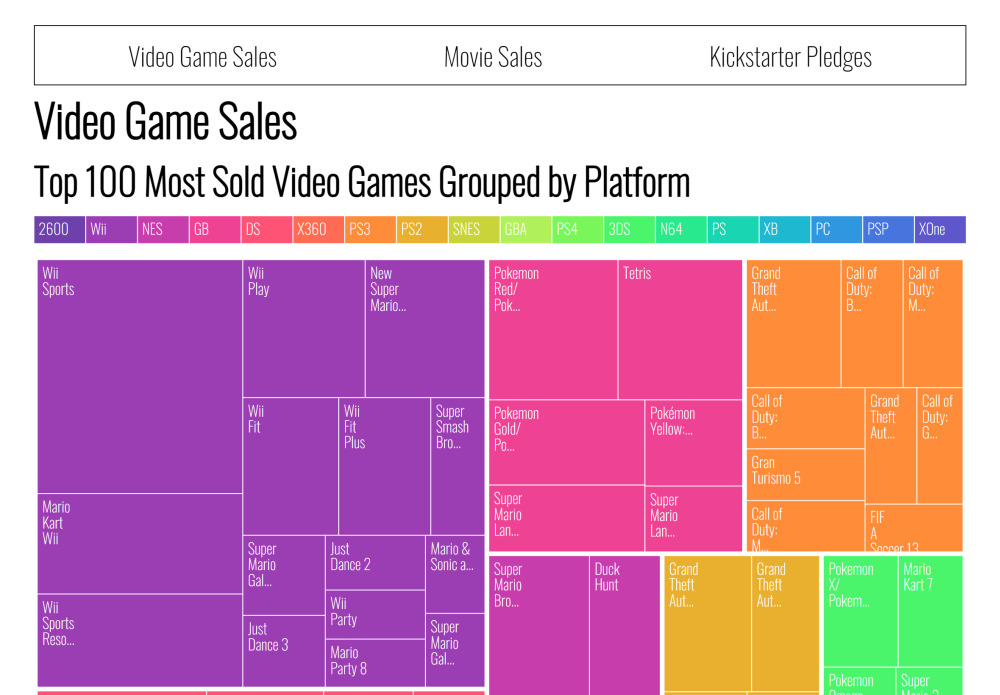 Video Game Sales
Movie Sales
Kickstarter Pledges
Video Game Sales
Top 100 Most Sold Video Games Grouped by Platform
2600 Wii NES GB DS X360 PS3 PS2 SNES GBA PS4 3DS N64 PS XB PC PSP XOne
Wii
Sports
Mario
Kart
Wii
Wii
Sports
Reso...
Wii
Play
New
Super
Mario...
Wii
Fit
Wii
Fit
Plus
Super
Smash
Bro...
Super
Mario
Gal...
Just
Dance 3
Just
Dance 2
Wii
Party
Mario
Party 8
Mario &
Sonic a...
Super
Mario
Gal...
Pokemon
Red/
Pok...
Tetris
Pokemon
Gold/
Po...
Pokémon
Yellow:...
Super
Mario
Lan...
Super
Mario
Lan...
Grand
Theft
Aut...
Call of
Duty:
B...
Call of
Duty:
M...
Call of
Duty:
B...
Gran
Turismo 5
Call of
Duty:
M...
Grand
Theft
Aut...
Call of
Duty:
G...
FIF
A
Soccer 13
Super
Mario
Bro...
Duck
Hunt
Grand
Theft
Aut...
Grand
Theft
Aut...
Pokemon
X/
Pokem...
Mario
Kart 7
Pokemon
Super